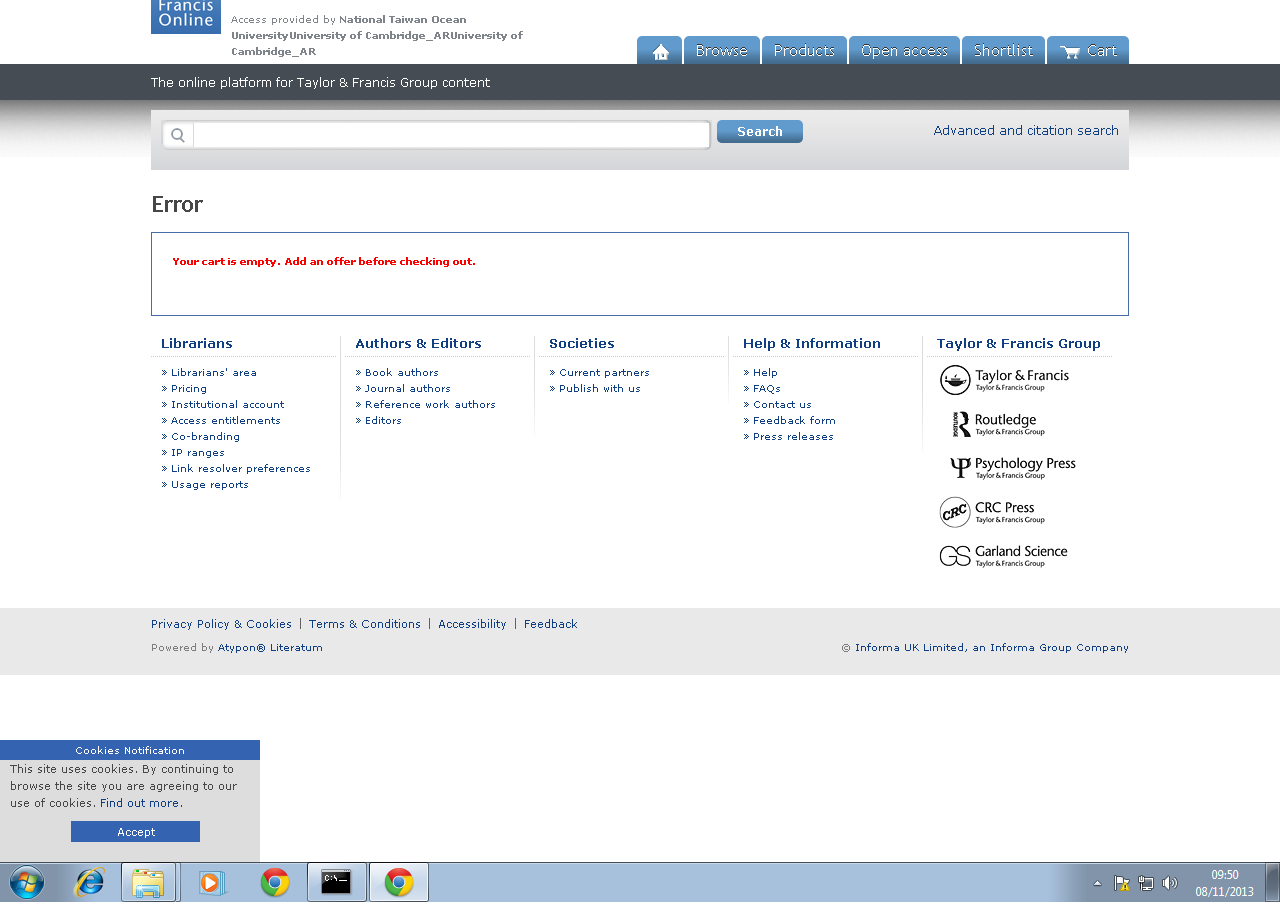 Francis
Online
Access provided by National Taiwan Ocean
UniversityUniversity of Cambridge_ARUniversity of
Cambridge_AR
Browse
Products
Open access
Shortlist
Cart
The online platform for Taylor & Francis Group content
Search
Advanced and citation search
Error
Your cart is empty. Add an offer before checking out.
Librarians
» Librarians' area
» Pricing
» Institutional account
» Access entitlements
» Co-branding
» IP ranges
» Link resolver preferences
» Usage reports
Authors & Editors
» Book authors
» Journal authors
» Reference work authors
» Editors
Societies
» Current partners
» Publish with us
Help & Information
» Help
» FAQs
» Contact us
» Feedback form
» Press releases
Taylor & Francis Group
Taylor & Francis
Taylor & Francis Group
ROUTLEDGE
Routledge
Taylor & Francis Group
Psychology Press
Taylor & Francis Group
CRC
CRC Press
Taylor & Francis Group
GS
Garland Science
Taylor & Francis Group
Privacy Policy & Cookies | Terms & Conditions | Accessibility | Feedback
Powered by Atypon® Literatum
© Informa UK Limited, an Informa Group Company
Cookies Notification
This site uses cookies. By continuing to
browse the site you are agreeing to our
use of cookies. Find out more.
Accept
C:\_
09:50
08/11/2013